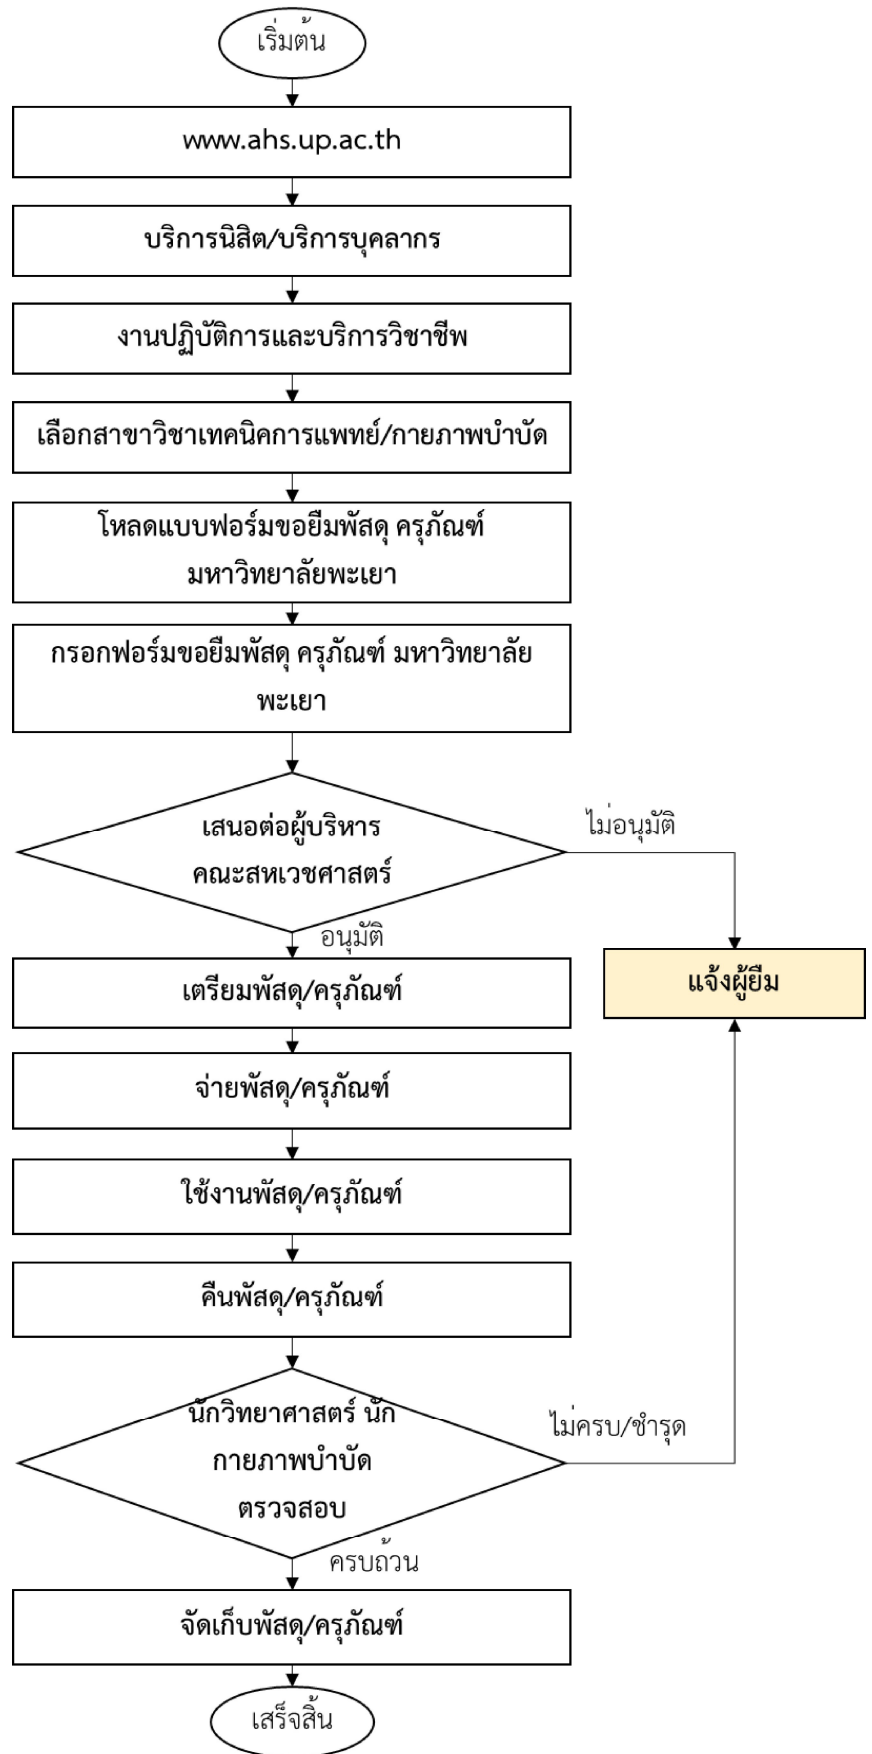 เริ่มต้น
www.ahs.up.ac.th
บริการนิสิต/บริการบุคลากร
งานปฏิบัติการและบริการวิชาชีพ
เลือกสาขาวิชาเทคนิคการแพทย์/กายภาพบำบัด
โหลดแบบฟอร์มขอยืมพัสดุ ครุภัณฑ์
มหาวิทยาลัยพะเยา
กรอกฟอร์มขอยืมพัสดุ ครุภัณฑ์ มหาวิทยาลัย
พะเยา
เสนอต่อผู้บริหาร
คณะสหเวชศาสตร์
ไม่อนุมัติ
อนุมัติ
แจ้งผู้ยืม
เตรียมพัสดุ/ครุภัณฑ์
จ่ายพัสดุ/ครุภัณฑ์
ใช้งานพัสดุ/ครุภัณฑ์
คืนพัสดุ/ครุภัณฑ์
นักวิทยาศาสตร์ นัก
กายภาพบำบัด
ตรวจสอบ
ไม่ครบ/ชำรุด
ครบถ้วน
จัดเก็บพัสดุ/ครุภัณฑ์
เสร็จสิ้น